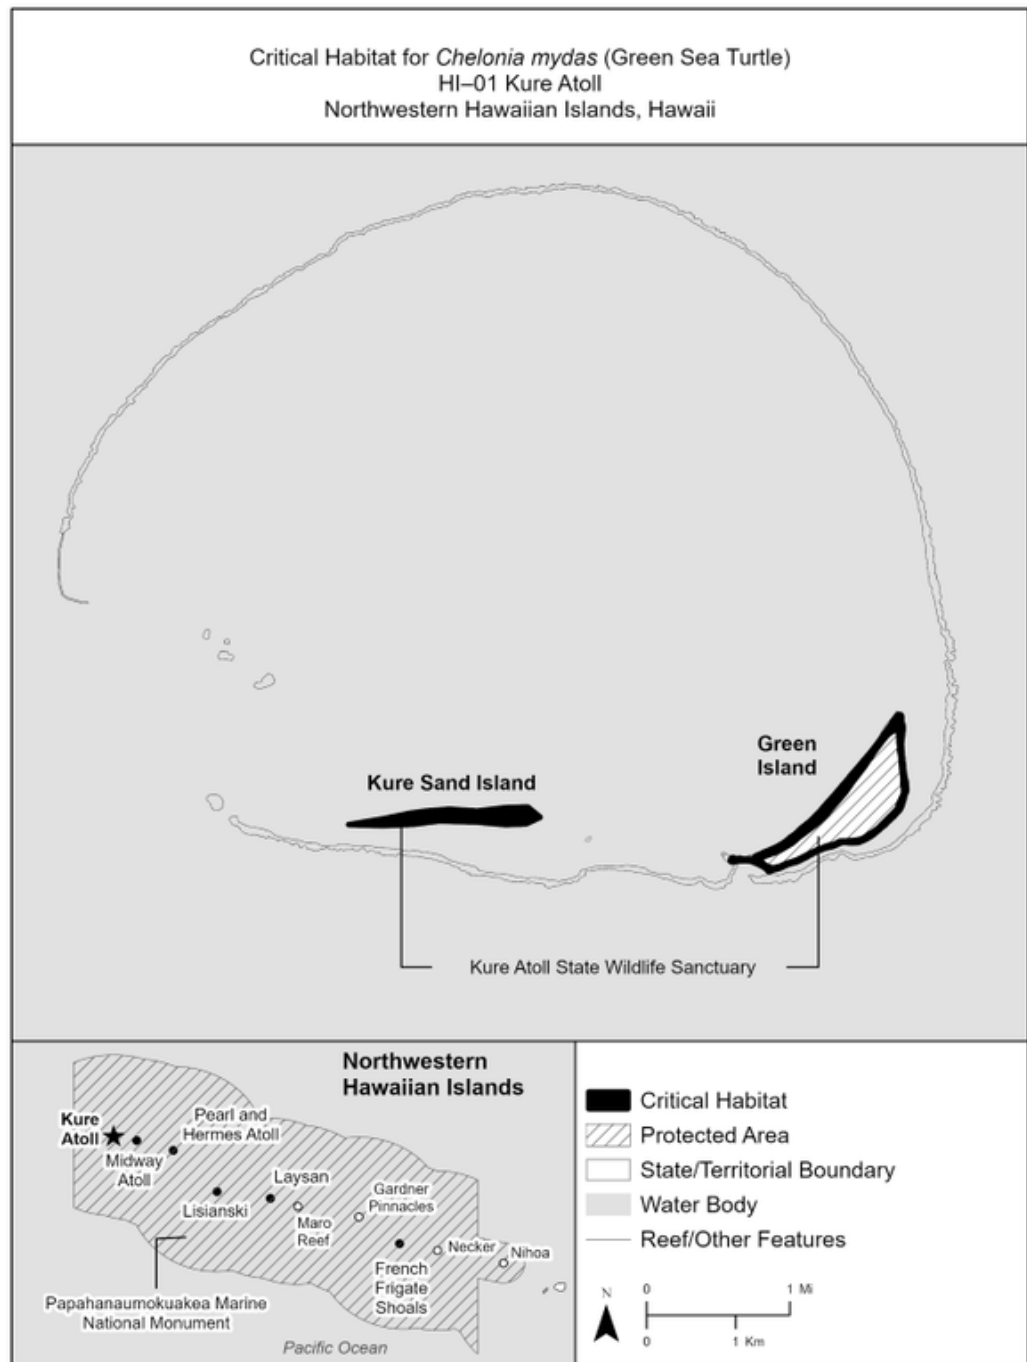 Critical Habitat for Chelonia mydas (Green Sea Turtle)
HI–01 Kure Atoll
Northwestern Hawaiian Islands, Hawaii
Green
Island
Kure Sand Island
Kure Atoll State Wildlife Sanctuary
Northwestern
Hawaiian Islands
Kure
Atoll
Pearl and
Hermes Atoll
Midway
Atoll
Laysan
Lisianski
Gardner
Pinnacles
Maro
Reef
Necker
Nihoa
French
Frigate
Shoals
Papahanaumokuakea Marine
National Monument
Pacific Ocean
Critical Habitat
Protected Area
State/Territorial Boundary
Water Body
Reef/Other Features
N
0 1 Mi
0 1 Km